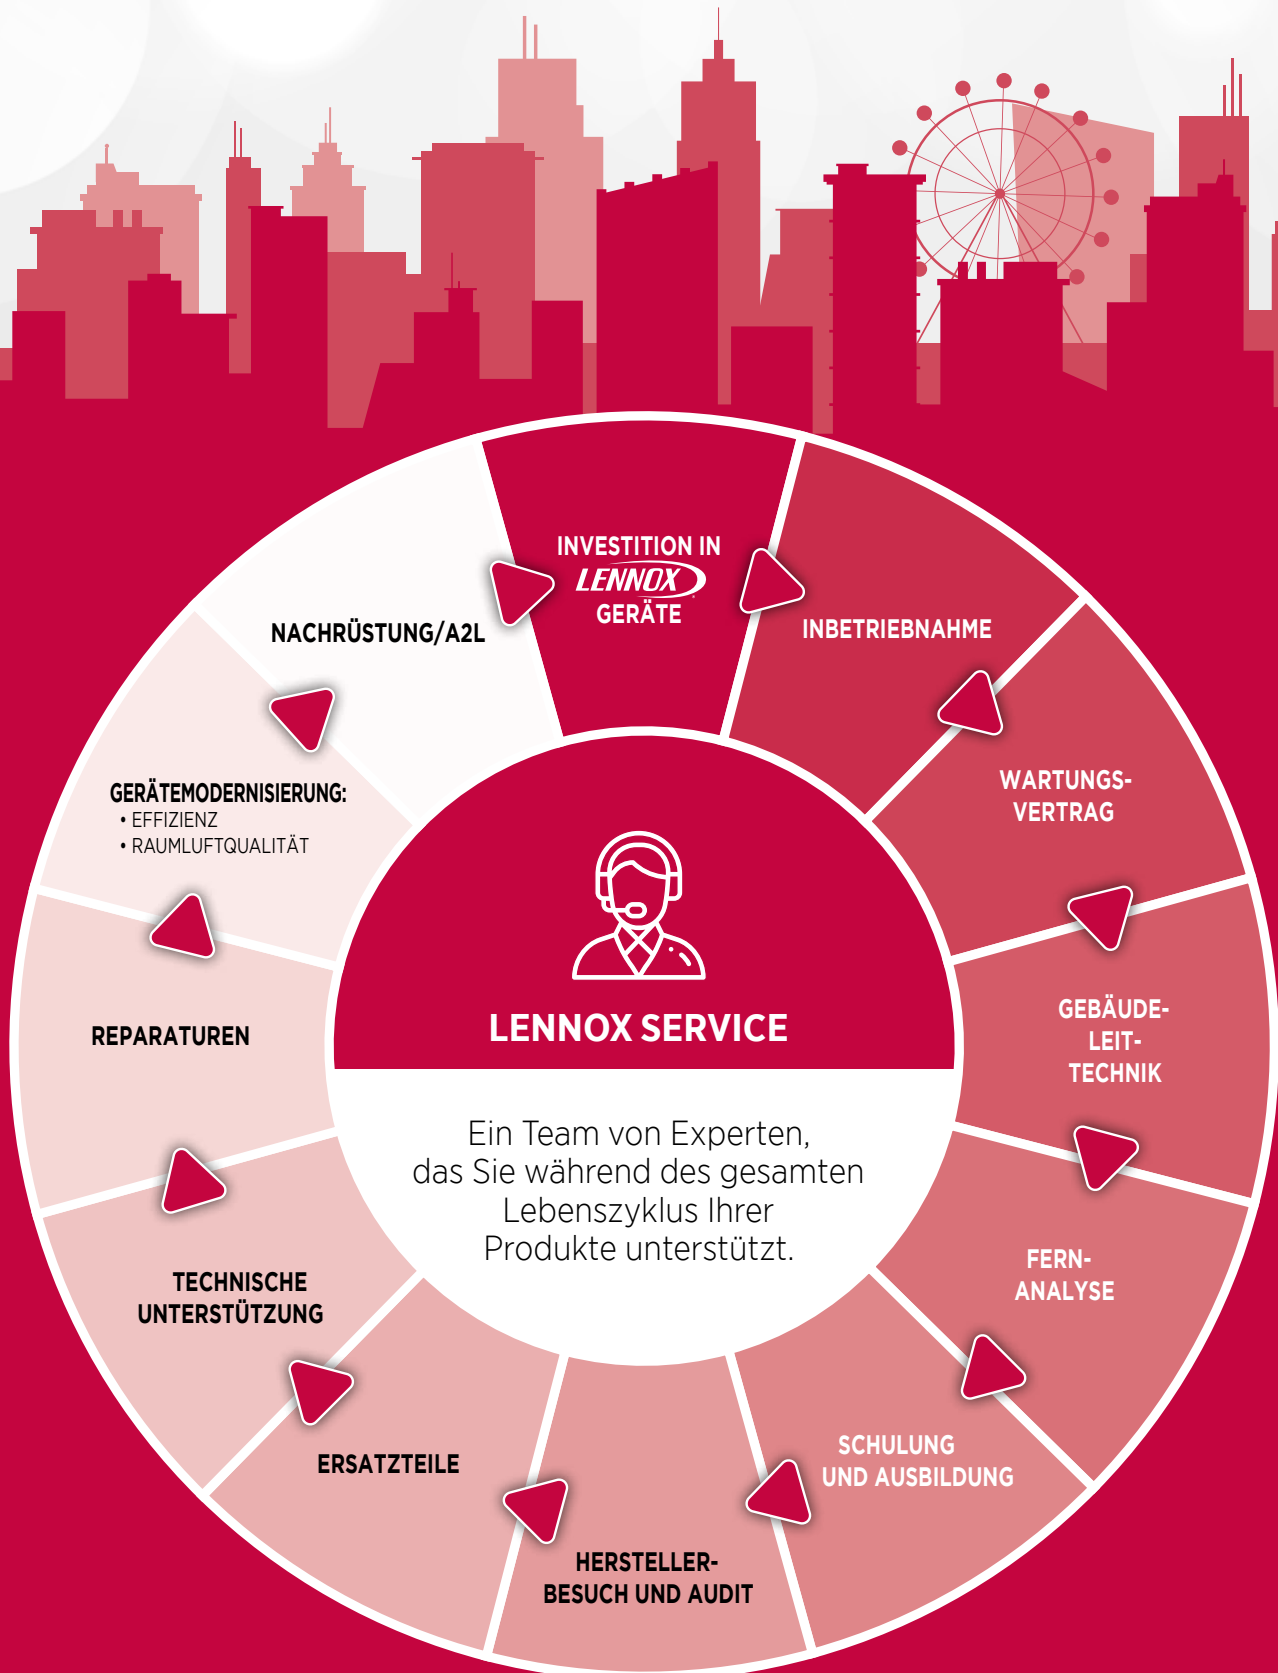 INVESTITION IN
LENNOX
GERÄTE
INBETRIEBNAHME
WARTUNGS-
VERTRAG
GEBÄUDE-
LEIT-
TECHNIK
FERN-
ANALYSE
SCHULUNG
UND AUSBILDUNG
HERSTELLER-
BESUCH UND AUDIT
ERSATZTEILE
TECHNISCHE
UNTERSTÜTZUNG
REPARATUREN
GERÄTEMODERNISIERUNG:
• EFFIZIENZ
• RAUMLUFTQUALITÄT
NACHRÜSTUNG/A2L
LENNOX SERVICE
Ein Team von Experten,
das Sie während des gesamten
Lebenszyklus Ihrer
Produkte unterstützt.